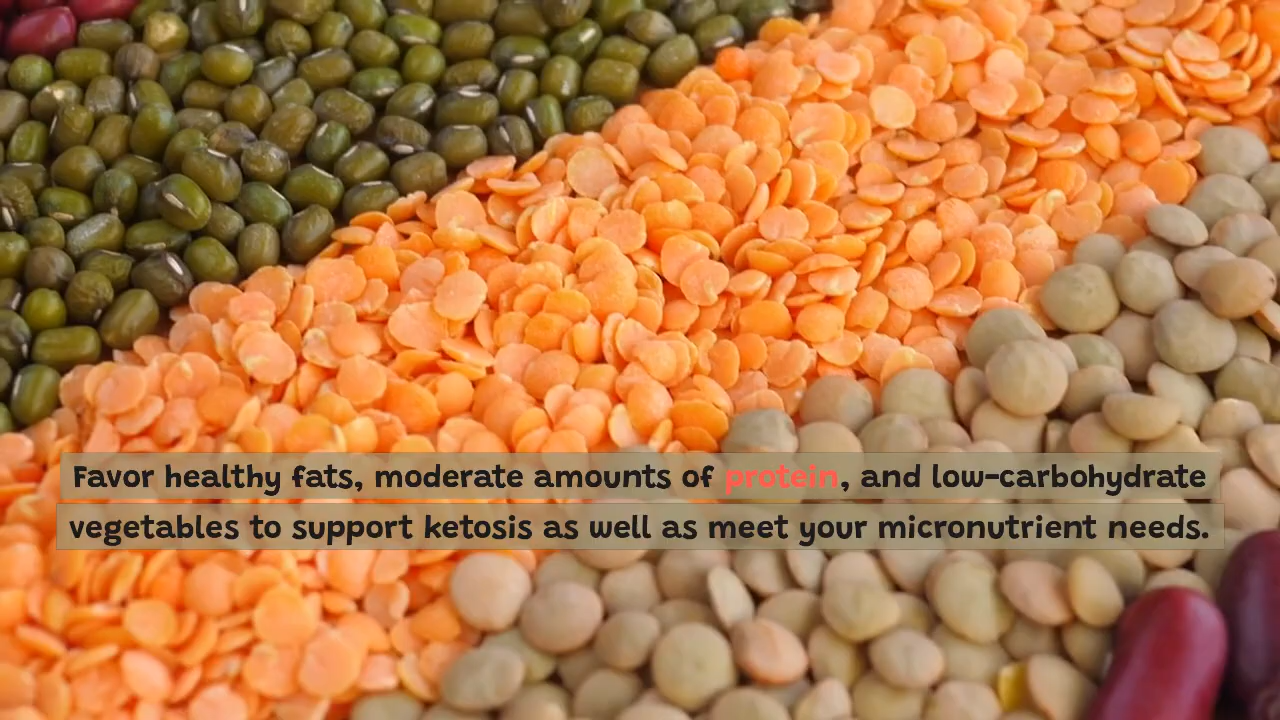 Favor healthy fats, moderate amounts of protein, and low-carbohydrate
vegetables to support ketosis as well as meet your micronutrient needs.